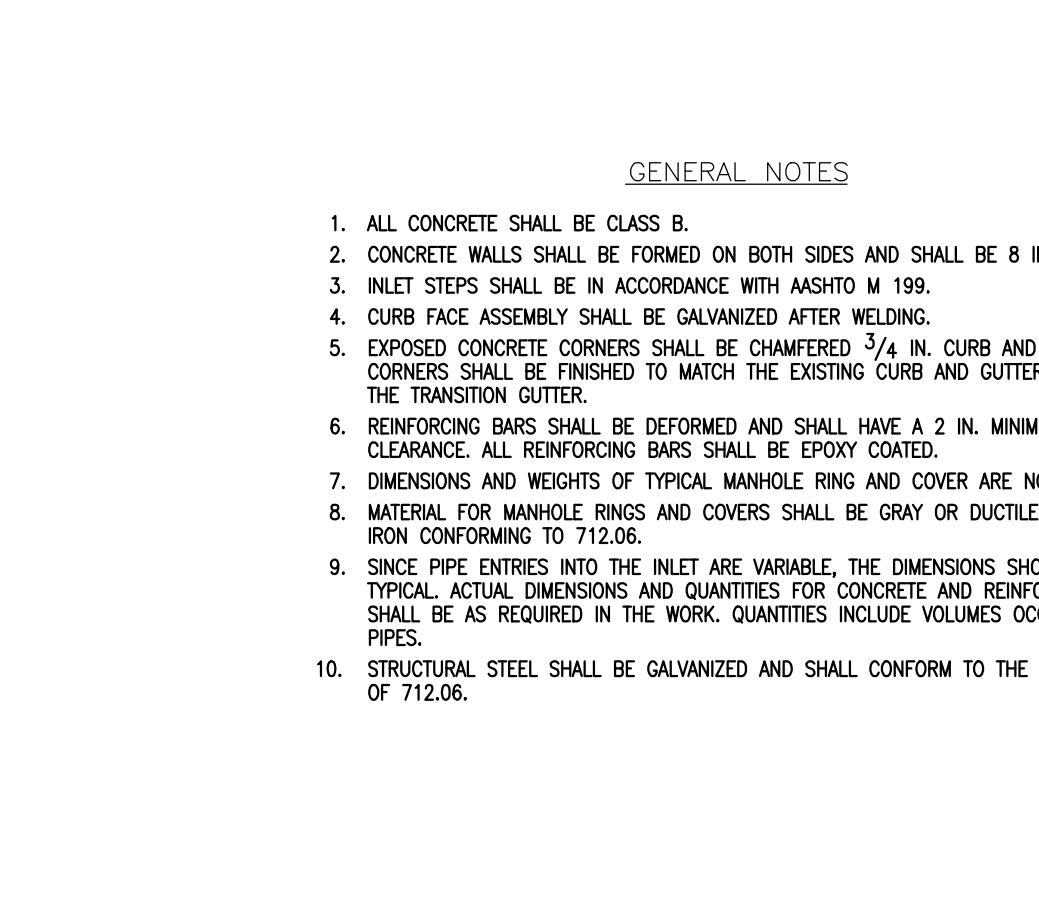 GENERAL NOTES
1. ALL CONCRETE SHALL BE CLASS B.
2. CONCRETE WALLS SHALL BE FORMED ON BOTH SIDES AND SHALL BE 8
3. INLET STEPS SHALL BE IN ACCORDANCE WITH AASHTO M 199.
4. CURB FACE ASSEMBLY SHALL BE GALVANIZED AFTER WELDING.
5. EXPOSED CONCRETE CORNERS SHALL BE CHAMFERED 3/4 IN. CURB AND
CORNERS SHALL BE FINISHED TO MATCH THE EXISTING CURB AND GUTTER
THE TRANSITION GUTTER.
6. REINFORCING BARS SHALL BE DEFORMED AND SHALL HAVE A 2 IN. MINIM
CLEARANCE. ALL REINFORCING BARS SHALL BE EPOXY COATED.
7. DIMENSIONS AND WEIGHTS OF TYPICAL MANHOLE RING AND COVER ARE NO
8. MATERIAL FOR MANHOLE RINGS AND COVERS SHALL BE GRAY OR DUCTILE
IRON CONFORMING TO 712.06.
9. SINCE PIPE ENTRIES INTO THE INLET ARE VARIABLE, THE DIMENSIONS SHO
TYPICAL. ACTUAL DIMENSIONS AND QUANTITIES FOR CONCRETE AND REINFO
SHALL BE AS REQUIRED IN THE WORK. QUANTITIES INCLUDE VOLUMES OCC
PIPES.
10. STRUCTURAL STEEL SHALL BE GALVANIZED AND SHALL CONFORM TO THE
OF 712.06.